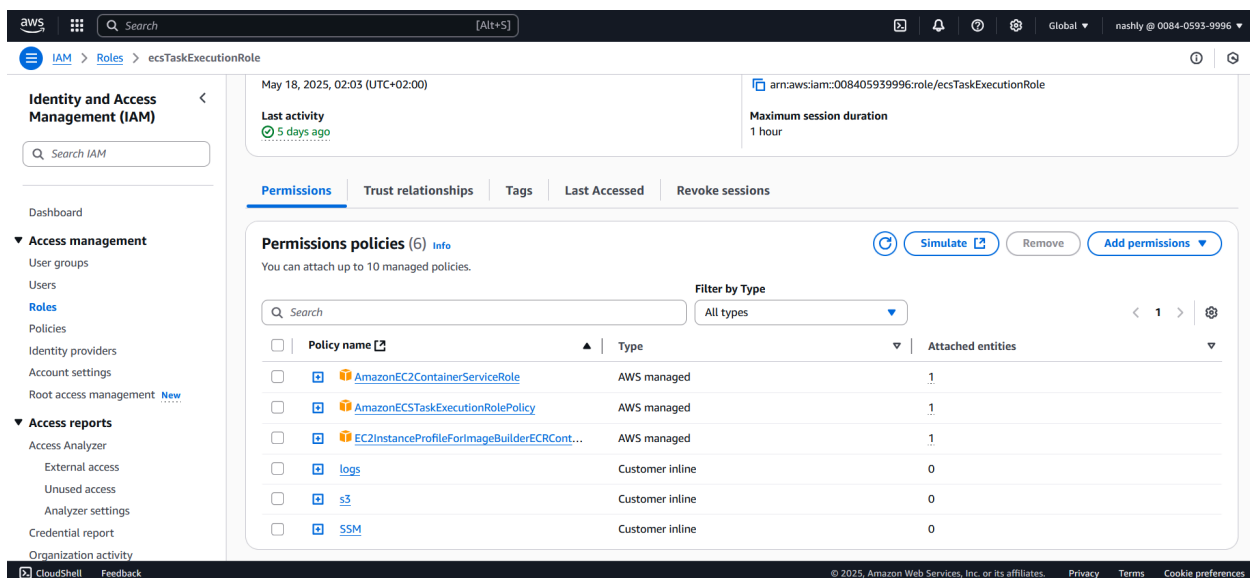 aws Search [Alt+S] Global nashly @ 0084-0593-9996
IAM > Roles > ecsTaskExecutionRole
Identity and Access Management (IAM)
Search IAM
Dashboard
Access management
User groups
Users
Roles
Policies
Identity providers
Account settings
Root access management New
Access reports
Access Analyzer
External access
Unused access
Analyzer settings
Credential report
Organization activity
May 18, 2025, 02:03 (UTC+02:00)
arn:aws:iam::008405939996:role/ecsTaskExecutionRole
Last activity
5 days ago
Maximum session duration
1 hour
Permissions Trust relationships Tags Last Accessed Revoke sessions
Permissions policies (6) Info
Simulate Remove Add permissions
You can attach up to 10 managed policies.
Filter by Type
Search All types < 1 >
Policy name Type Attached entities
AmazonEC2ContainerServiceRole AWS managed 1
AmazonECSTaskExecutionRolePolicy AWS managed 1
EC2InstanceProfileForImageBuilderECRCont... AWS managed 1
logs Customer inline 0
s3 Customer inline 0
SSM Customer inline 0
CloudShell Feedback © 2025, Amazon Web Services, Inc. or its affiliates. Privacy Terms Cookie preferences